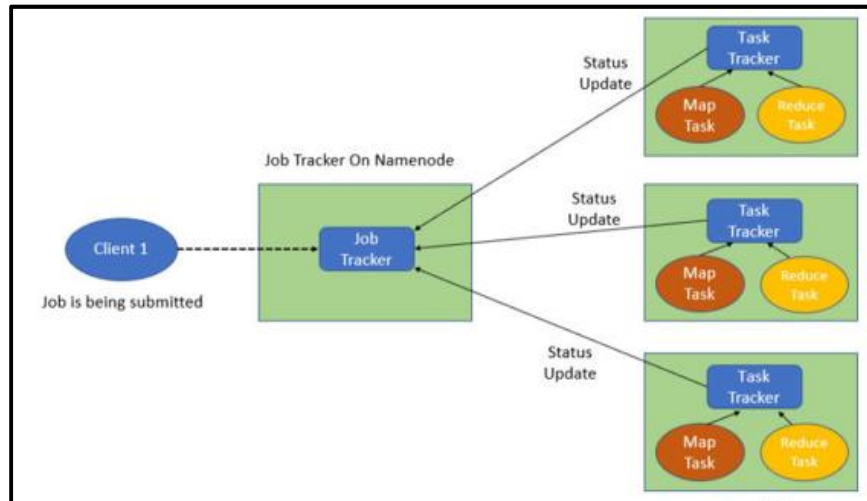 Task
Tracker
Status
Update
Map
Task
Reduce
Task
Job Tracker On Namenode
Client 1
Job
Tracker
Job is being submitted
Status
Update
Task
Tracker
Map
Task
Reduce
Task
Status
Update
Task
Tracker
Map
Task
Reduce
Task